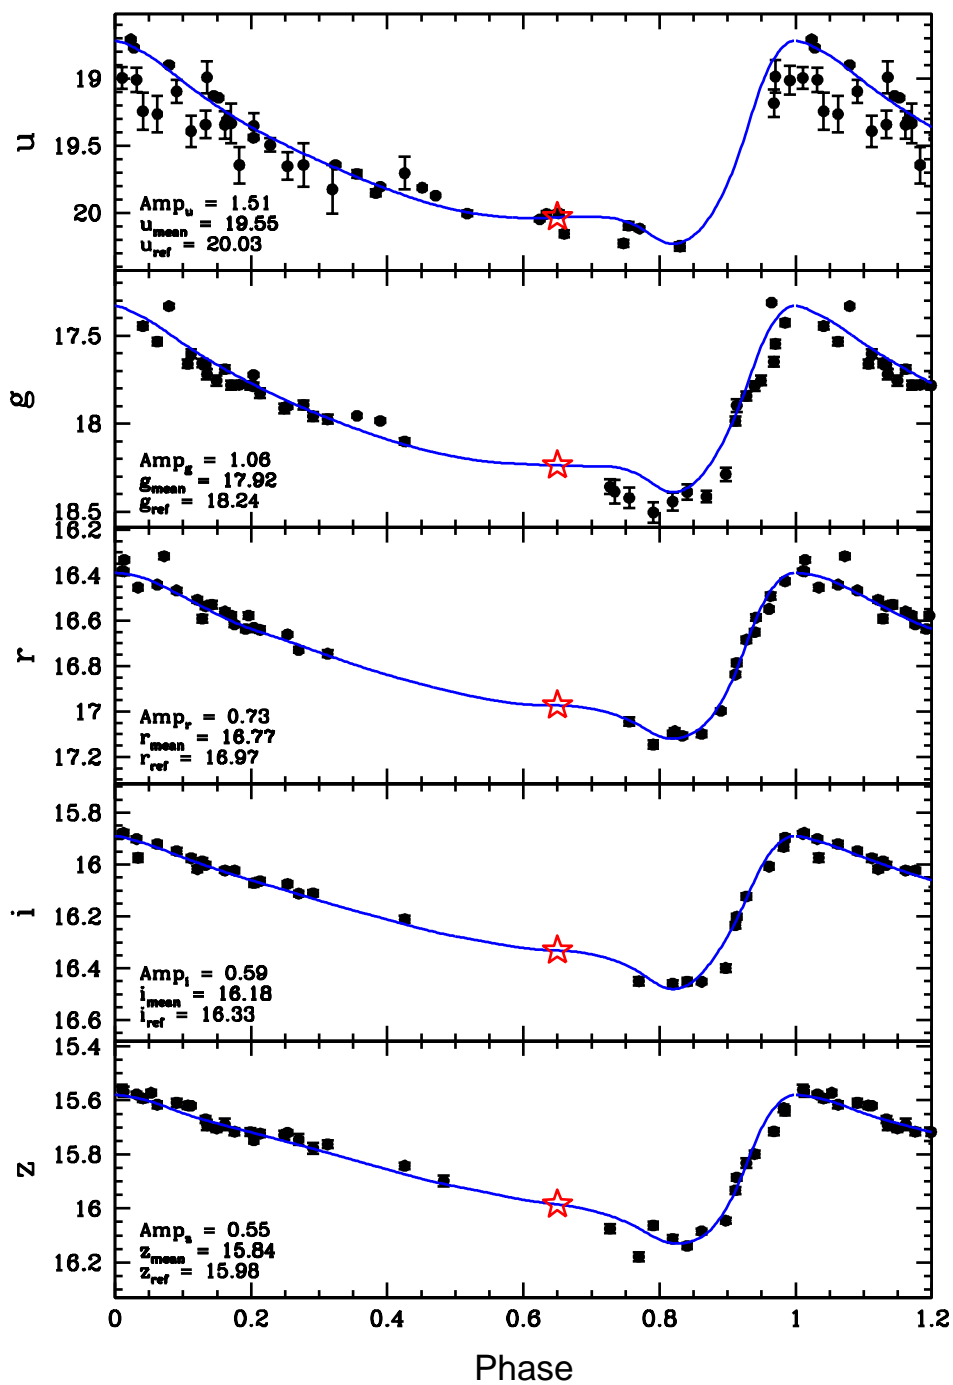 19
19.5
20
u
Amp_u = 1.51
u_mean = 19.55
u_ref = 20.03
17.5
18
18.5
g
Amp_g = 1.06
g_mean = 17.92
g_ref = 18.24
16.2
16.4
16.6
16.8
17
17.2
r
Amp_r = 0.73
r_mean = 16.77
r_ref = 16.97
15.8
16
16.2
16.4
16.6
i
Amp_i = 0.59
i_mean = 16.18
i_ref = 16.33
15.4
15.6
15.8
16
16.2
z
Amp_z = 0.55
z_mean = 15.84
z_ref = 15.98
0 0.2 0.4 0.6 0.8 1 1.2
Phase